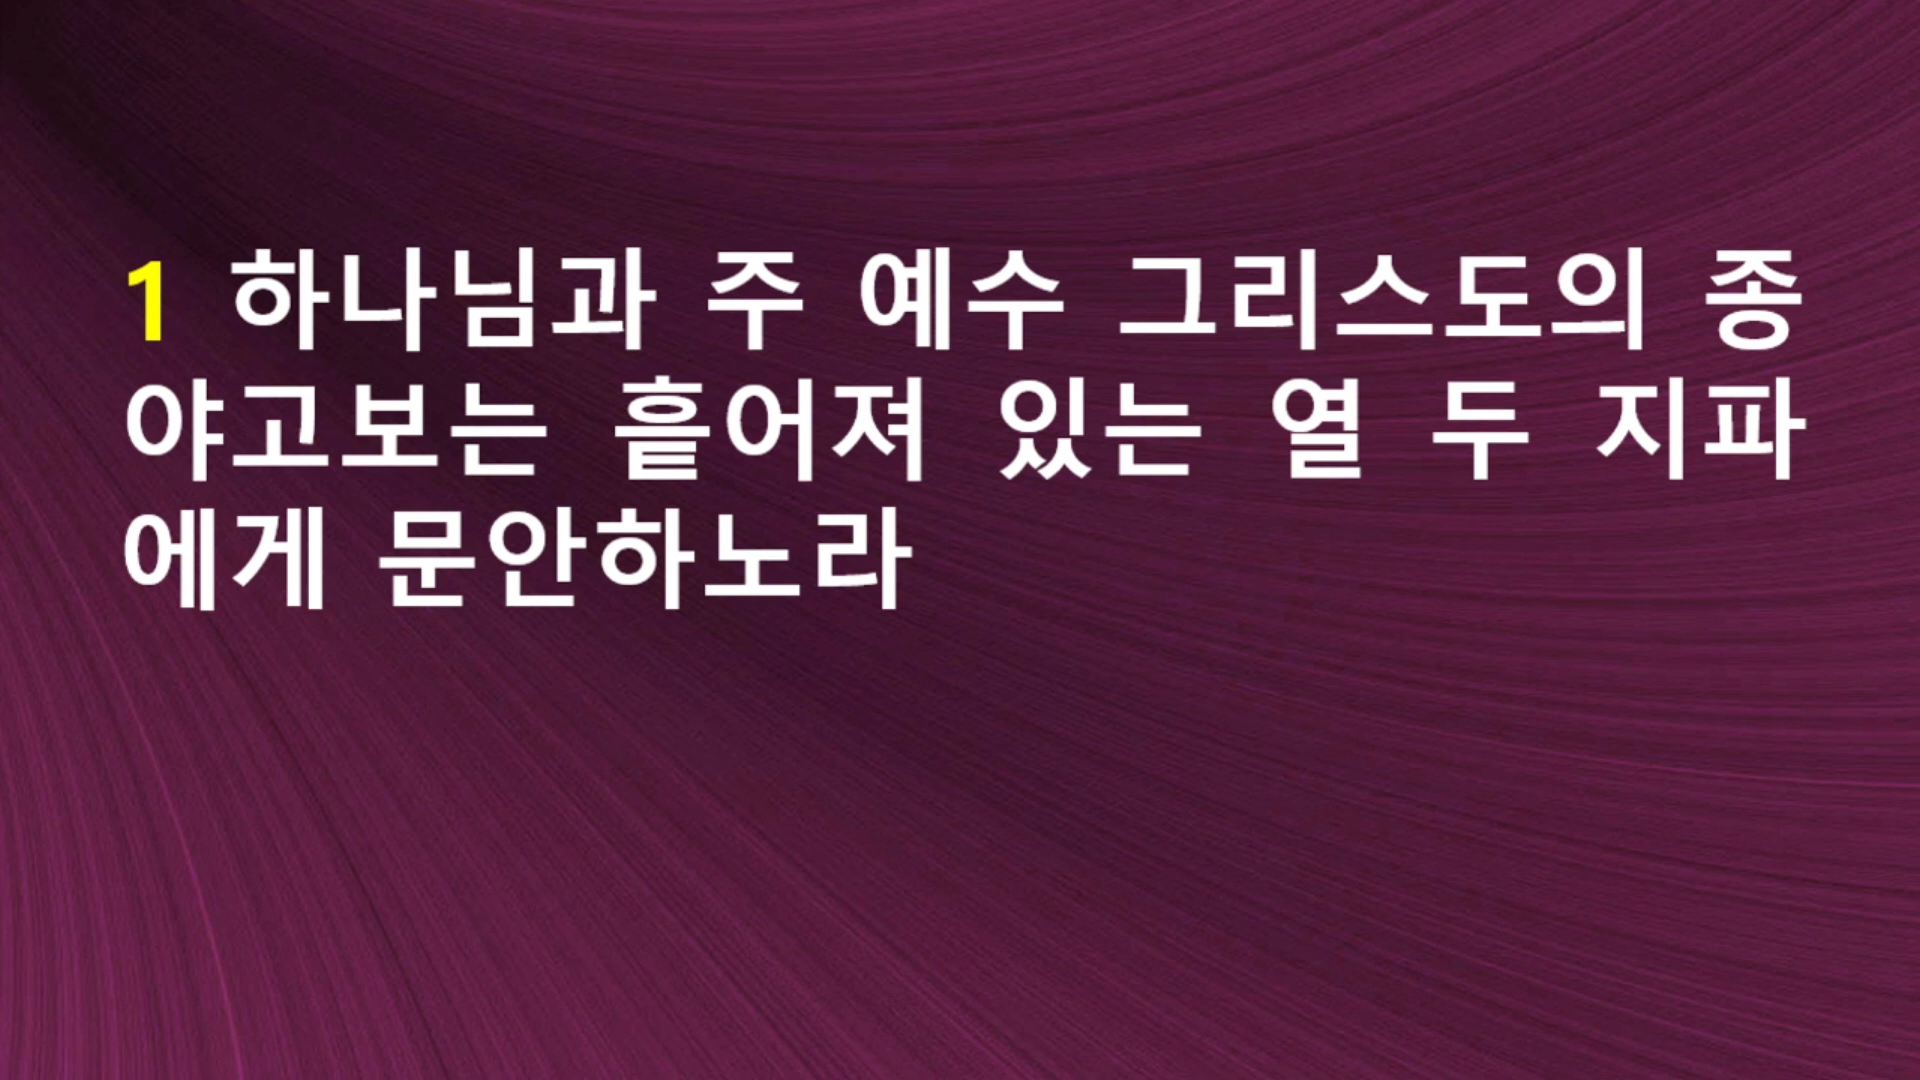 1 하나님과 주 예수 그리스도의 종
야고보는 흩어져 있는 열 두 지파
에게 문안하노라